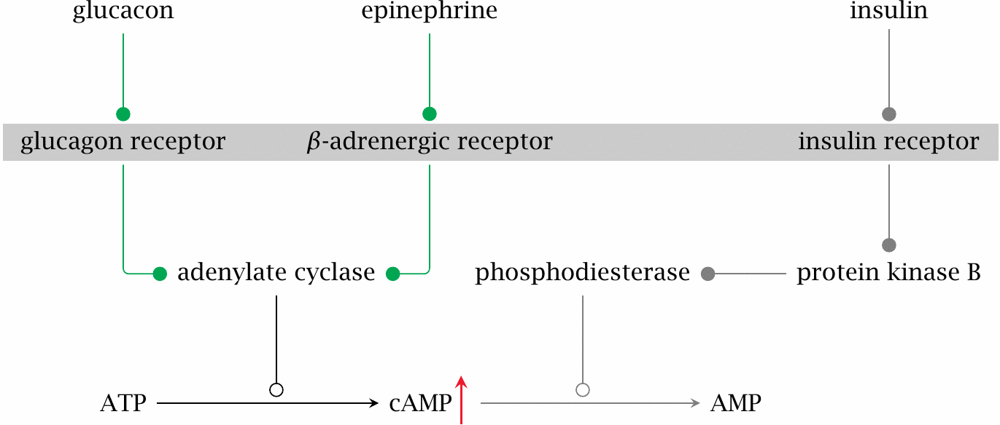 glucacon epinephrine insulin
glucagon receptor β-adrenergic receptor insulin receptor
adenylate cyclase phosphodiesterase protein kinase B
ATP cAMP AMP